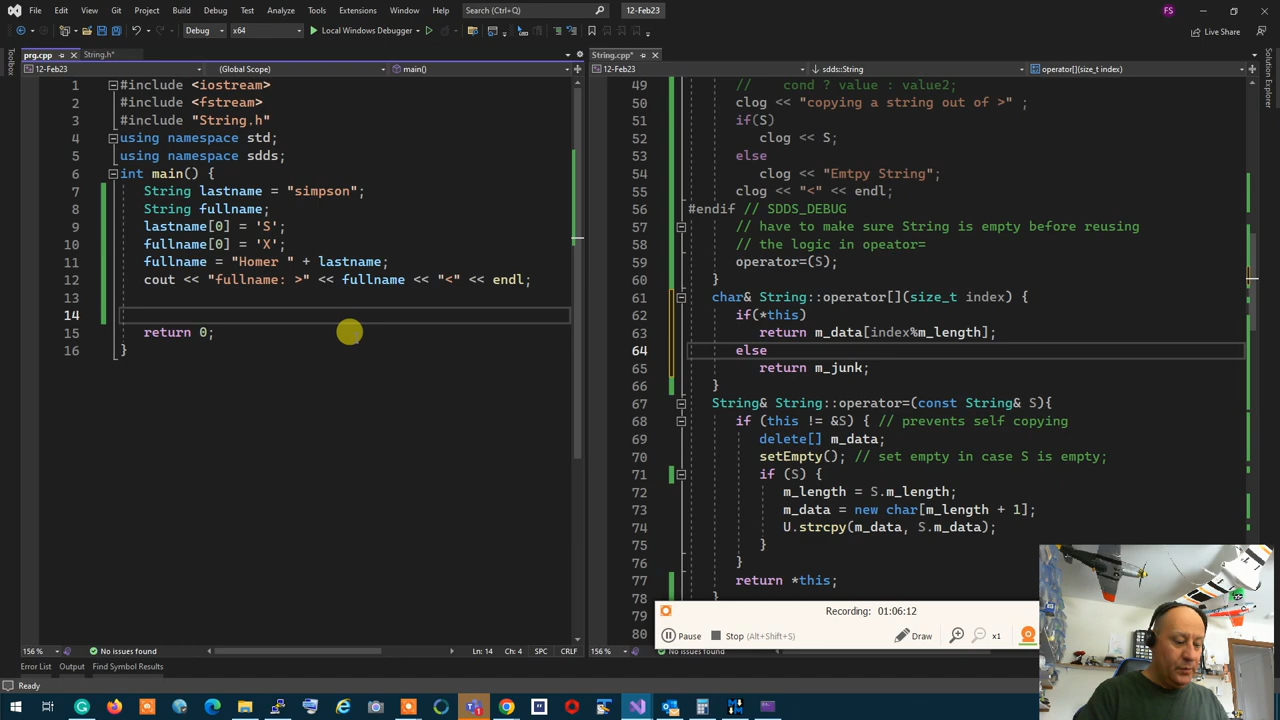 File Edit View Git Project Build Debug Test Analyze Tools Extensions Window Help Search (Ctrl+Q) 12-Feb23 FS
Debug x64 Local Windows Debugger Live Share
prg.cpp String.h* String.cpp*
12-Feb23 (Global Scope) main() 12-Feb23 sdds::String operator[](size_t index)
Toolbox
Solution Explorer
1 #include <iostream>
2 #include <fstream>
3 #include "String.h"
4 using namespace std;
5 using namespace sdds;
6 int main() {
7 String lastname = "simpson";
8 String fullname;
9 lastname[0] = 'S';
10 fullname[0] = 'X';
11 fullname = "Homer " + lastname;
12 cout << "fullname: >" << fullname << "<" << endl;
13
14
15 return 0;
16 }
49 // cond ? value : value2;
50 clog << "copying a string out of >" ;
51 if(S)
52 clog << S;
53 else
54 clog << "Emtpy String";
55 clog << "<" << endl;
56 #endif // SDDS_DEBUG
57 // have to make sure String is empty before reusing
58 // the logic in opeator=
59 operator=(S);
60 }
61 char& String::operator[](size_t index) {
62 if(*this)
63 return m_data[index%m_length];
64 else
65 return m_junk;
66 }
67 String& String::operator=(const String& S){
68 if (this != &S) { // prevents self copying
69 delete[] m_data;
70 setEmpty(); // set empty in case S is empty;
71 if (S) {
72 m_length = S.m_length;
73 m_data = new char[m_length + 1];
74 U.strcpy(m_data, S.m_data);
75 }
76 }
77 return *this;
78 }
79
80
Recording: 01:06:12
Pause Stop (Alt+Shift+S) Draw x1
156 % No issues found Ln: 14 Ch: 4 SPC CRLF 156 % No issues found
Error List Output Find Symbol Results
Ready